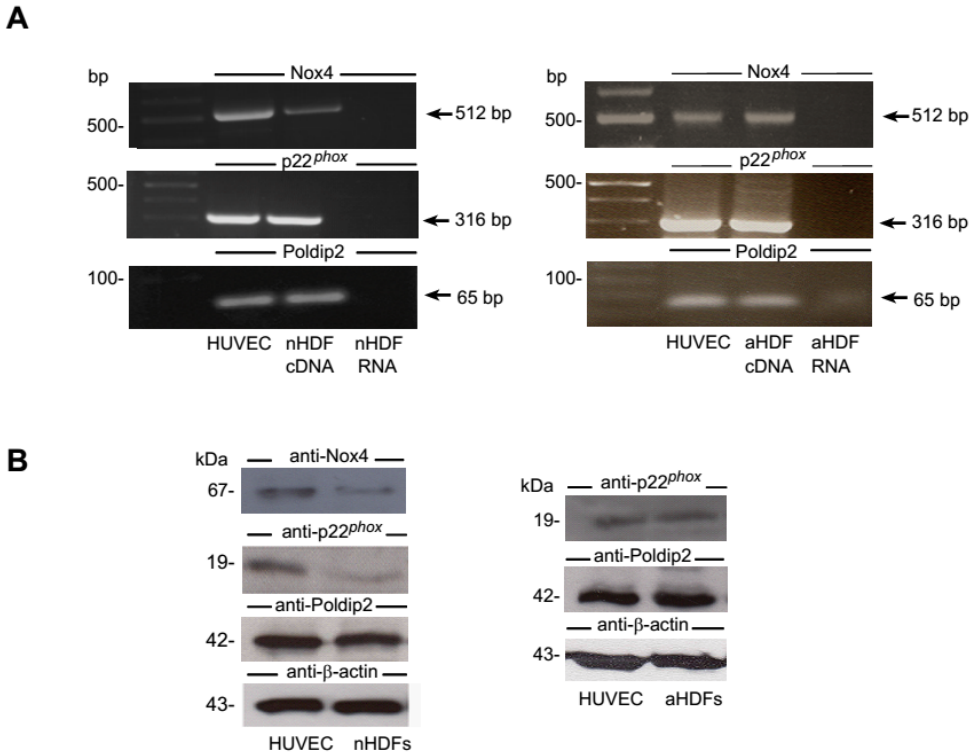 A
bp
Nox4
500-
512 bp
p22phox
500-
316 bp
Poldip2
100-
65 bp
HUVEC nHDF cDNA nHDF RNA
bp
Nox4
500-
512 bp
p22phox
500-
316 bp
Poldip2
100-
65 bp
HUVEC aHDF cDNA aHDF RNA
B
kDa
anti-Nox4
67-
anti-p22phox
19-
anti-Poldip2
42-
anti-β-actin
43-
HUVEC nHDFs
kDa
anti-p22phox
19-
anti-Poldip2
42-
anti-β-actin
43-
HUVEC aHDFs